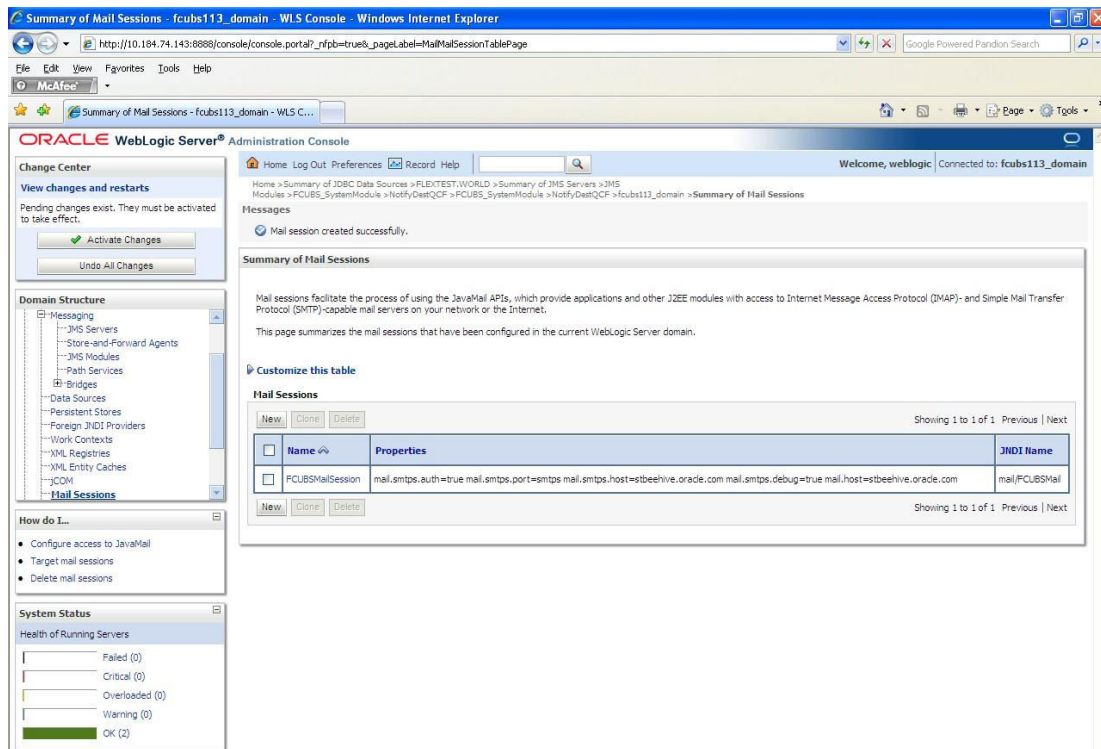 Summary of Mail Sessions - fcubs113_domain - WLS Console - Windows Internet Explorer
http://10.184.74.143:8888/console/console.portal?_nfpb=true&_pageLabel=MailMailSessionTablePage
Google Powered Pandion Search
File Edit View Favorites Tools Help
McAfee
Summary of Mail Sessions - fcubs113_domain - WLS C...
Page Tools
ORACLE WebLogic Server® Administration Console
Change Center
View changes and restarts
Pending changes exist. They must be activated
to take effect.
Activate Changes
Undo All Changes
Domain Structure
Messaging
JMS Servers
Store-and-Forward Agents
JMS Modules
Path Services
Bridges
Data Sources
Persistent Stores
Foreign JNDI Providers
Work Contexts
XML Registries
XML Entity Caches
jCOM
Mail Sessions
How do I...
Configure access to JavaMail
Target mail sessions
Delete mail sessions
System Status
Health of Running Servers
Failed (0)
Critical (0)
Overloaded (0)
Warning (0)
OK (2)
Home Log Out Preferences Record Help
Welcome, weblogic Connected to: fcubs113_domain
Home >Summary of JDBC Data Sources >FLEXTEST.WORLD >Summary of JMS Servers >JMS
Modules >FCUBS_SystemModule >NotifyDestQCF >FCUBS_SystemModule >NotifyDestQCF >fcubs113_domain >Summary of Mail Sessions
Messages
Mail session created successfully.
Summary of Mail Sessions
Mail sessions facilitate the process of using the JavaMail APIs, which provide applications and other J2EE modules with access to Internet Message Access Protocol (IMAP)- and Simple Mail Transfer
Protocol (SMTP)-capable mail servers on your network or the Internet.
This page summarizes the mail sessions that have been configured in the current WebLogic Server domain.
Customize this table
Mail Sessions
New Clone Delete Showing 1 to 1 of 1 Previous | Next
Name Properties JNDI Name
FCUBSMailSession mail.smtps.auth=true mail.smtps.port=smtps mail.smtps.host=stbeehive.oracle.com mail.smtps.debug=true mail.host=stbeehive.oracle.com mail/FCUBSMail
New Clone Delete Showing 1 to 1 of 1 Previous | Next